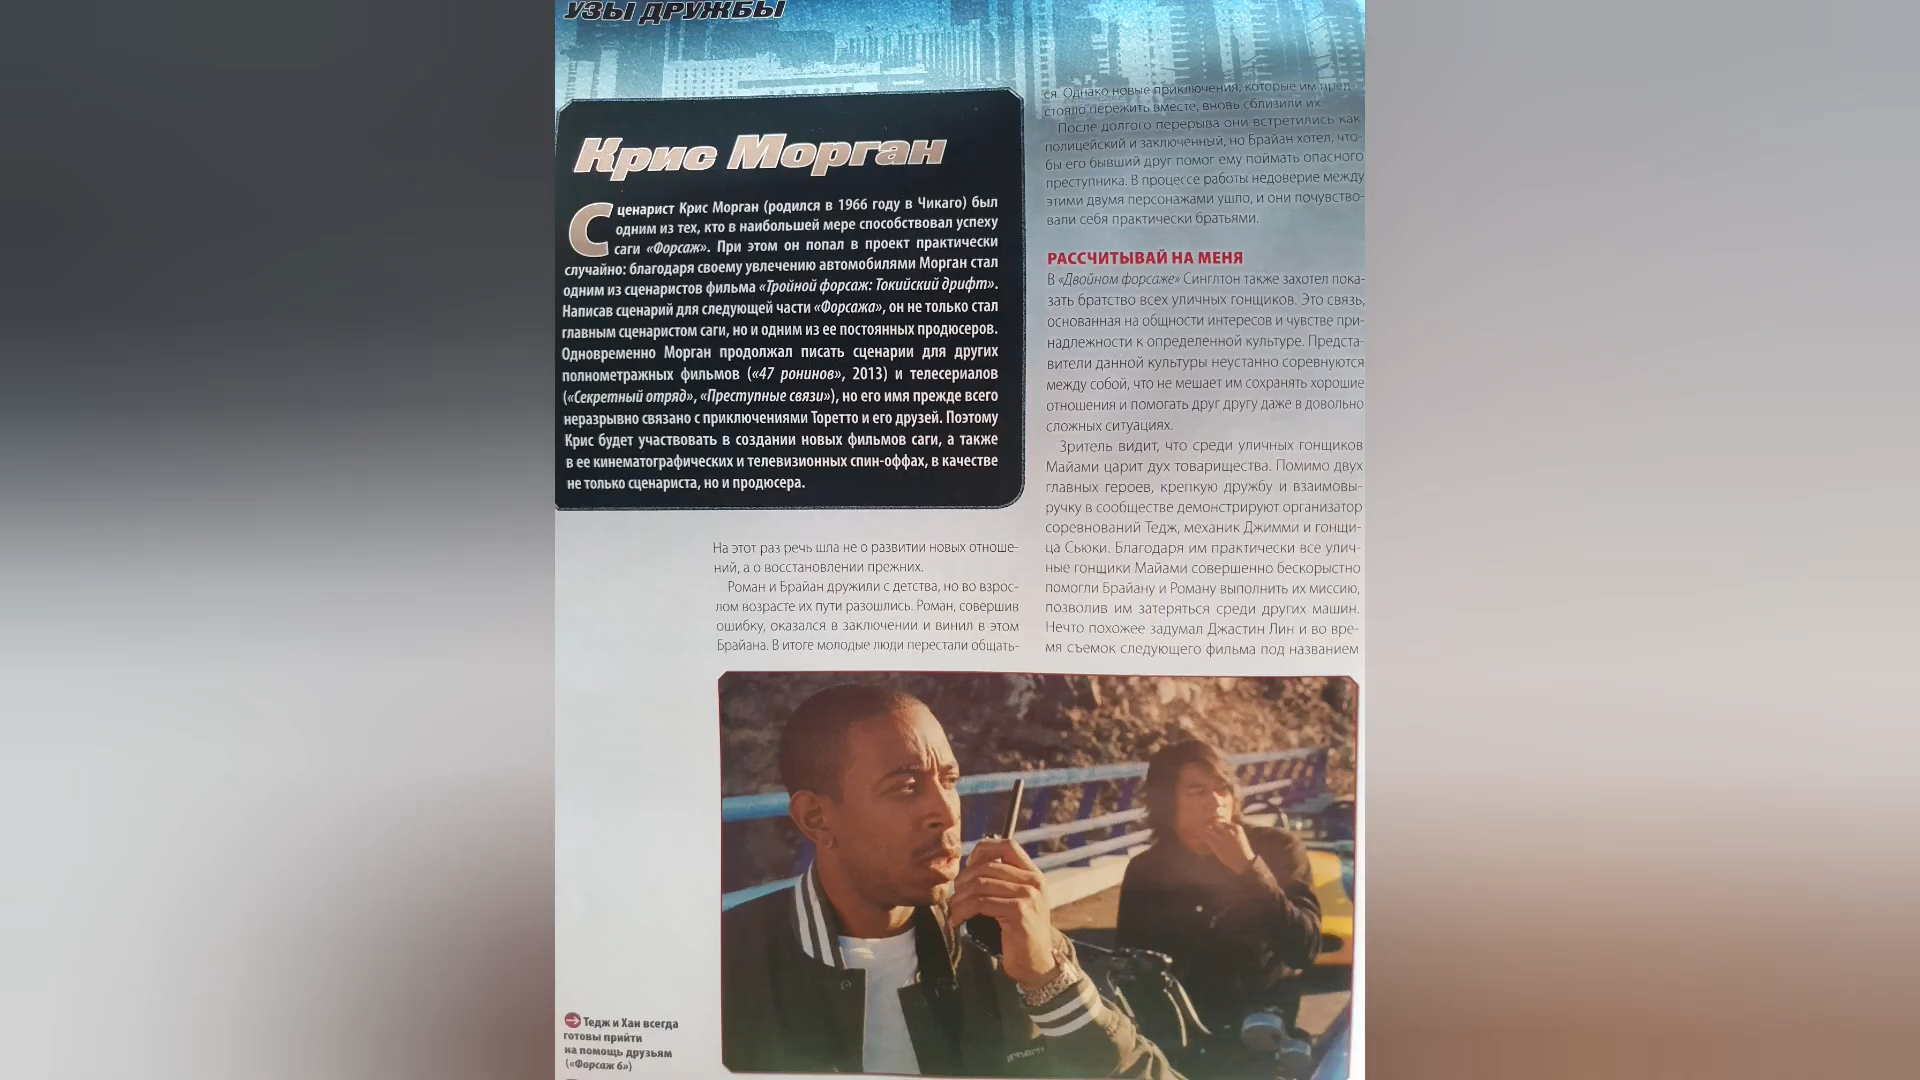 УЗЫ ДРУЖБЫ
Крис Морган
Сценарист Крис Морган (родился в 1966 году в Чикаго) был
одним из тех, кто в наибольшей мере способствовал успеху
саги «Форсаж». При этом он попал в проект практически
случайно: благодаря своему увлечению автомобилями Морган стал
одним из сценаристов фильма «Тройной форсаж: Токийский дрифт».
Написав сценарий для следующей части «Форсажа», он не только стал
главным сценаристом саги, но и одним из ее постоянных продюсеров.
Одновременно Морган продолжал писать сценарии для других
полнометражных фильмов («47 ронинов», 2013) и телесериалов
(«Секретный отряд», «Преступные связи»), но его имя прежде всего
неразрывно связано с приключениями Торетто и его друзей. Поэтому
Крис будет участвовать в создании новых фильмов саги, а также
в ее кинематографических и телевизионных спин-оффах, в качестве
не только сценариста, но и продюсера.
На этот раз речь шла не о развитии новых отноше-
ний, а о восстановлении прежних.
Роман и Брайан дружили с детства, но во взрос-
лом возрасте их пути разошлись. Роман, совершив
ошибку, оказался в заключении и винил в этом
Брайана. В итоге молодые люди перестали общать-
ся. Однако новые приключения, которые им пред-
стояло пережить вместе, вновь сблизили их.
После долгого перерыва они встретились как
полицейский и заключенный, но Брайан хотел, что-
бы его бывший друг помог ему поймать опасного
преступника. В процессе работы недоверие между
этими двумя персонажами ушло, и они почувство-
вали себя практически братьями.
РАССЧИТЫВАЙ НА МЕНЯ
В «Двойном форсаже» Синглтон также захотел пока-
зать братство всех уличных гонщиков. Это связь,
основанная на общности интересов и чувстве при-
надлежности к определенной культуре. Предста-
вители данной культуры неустанно соревнуются
между собой, что не мешает им сохранять хорошие
отношения и помогать друг другу даже в довольно
сложных ситуациях.
Зритель видит, что среди уличных гонщиков
Майами царит дух товарищества. Помимо двух
главных героев, крепкую дружбу и взаимовы-
ручку в сообществе демонстрируют организатор
соревнований Тедж, механик Джимми и гонщи-
ца Сьюки. Благодаря им практически все улич-
ные гонщики Майами совершенно бескорыстно
помогли Брайану и Роману выполнить их миссию,
позволив им затеряться среди других машин.
Нечто похожее задумал Джастин Лин и во вре-
мя съемок следующего фильма под названием
Тедж и Хан всегда
готовы прийти
на помощь друзьям
(«Форсаж 6»)